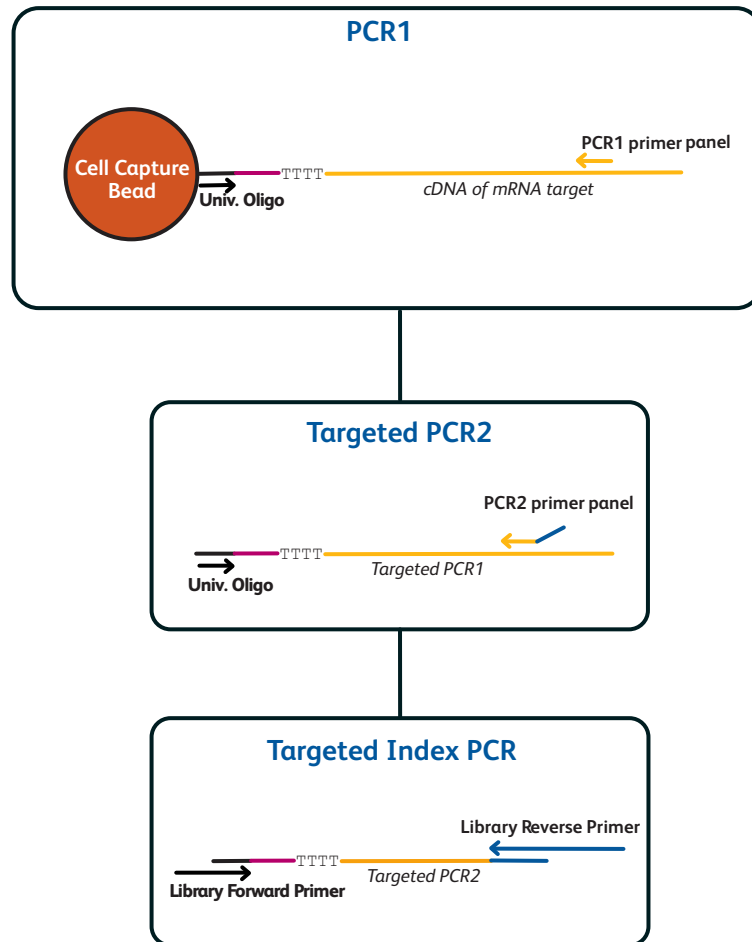 PCR1
PCR1 primer panel
Cell Capture
Bead
TTTT
Univ. Oligo
cDNA of mRNA target
Targeted PCR2
PCR2 primer panel
TTTT
Targeted PCR1
Univ. Oligo
Targeted Index PCR
Library Reverse Primer
TTTT
Targeted PCR2
Library Forward Primer